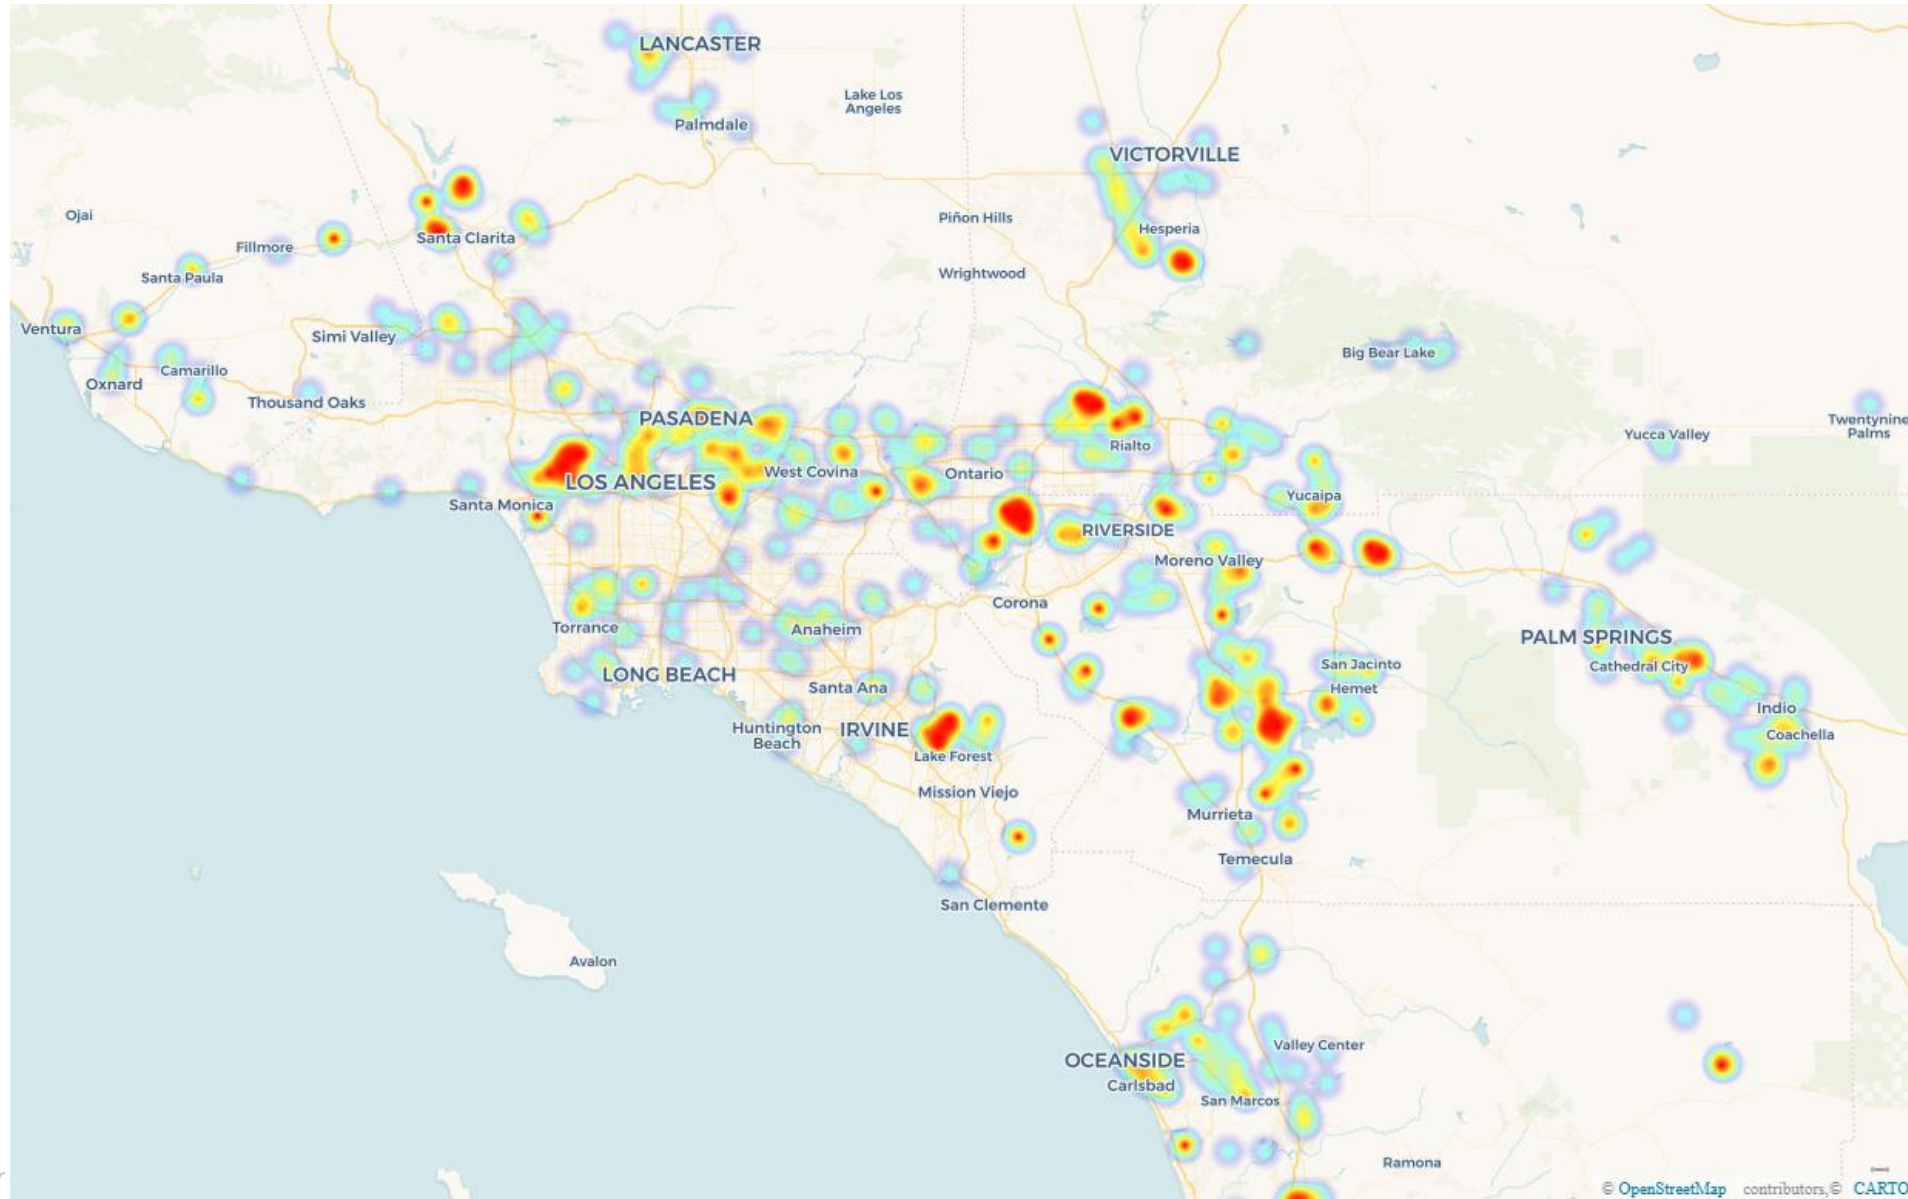 LANCASTER
Lake Los
Angeles
Palmdale
VICTORVILLE
Ojai
Piñon Hills
Hesperia
Santa Clarita
Fillmore
Wrightwood
Santa Paula
Ventura
Simi Valley
Big Bear Lake
Camarillo
Oxnard
Thousand Oaks
PASADENA
Twentynine
Palms
Yucca Valley
Rialto
West Covina
Ontario
LOS ANGELES
Yucaipa
Santa Monica
RIVERSIDE
Moreno Valley
Corona
Torrance
Anaheim
PALM SPRINGS
San Jacinto
Cathedral City
LONG BEACH
Santa Ana
Hemet
Indio
Huntington
Beach
IRVINE
Coachella
Lake Forest
Mission Viejo
Murrieta
Temecula
San Clemente
Avalon
Valley Center
OCEANSIDE
Carlsbad
San Marcos
Ramona
© OpenStreetMap contributors,© CARTO